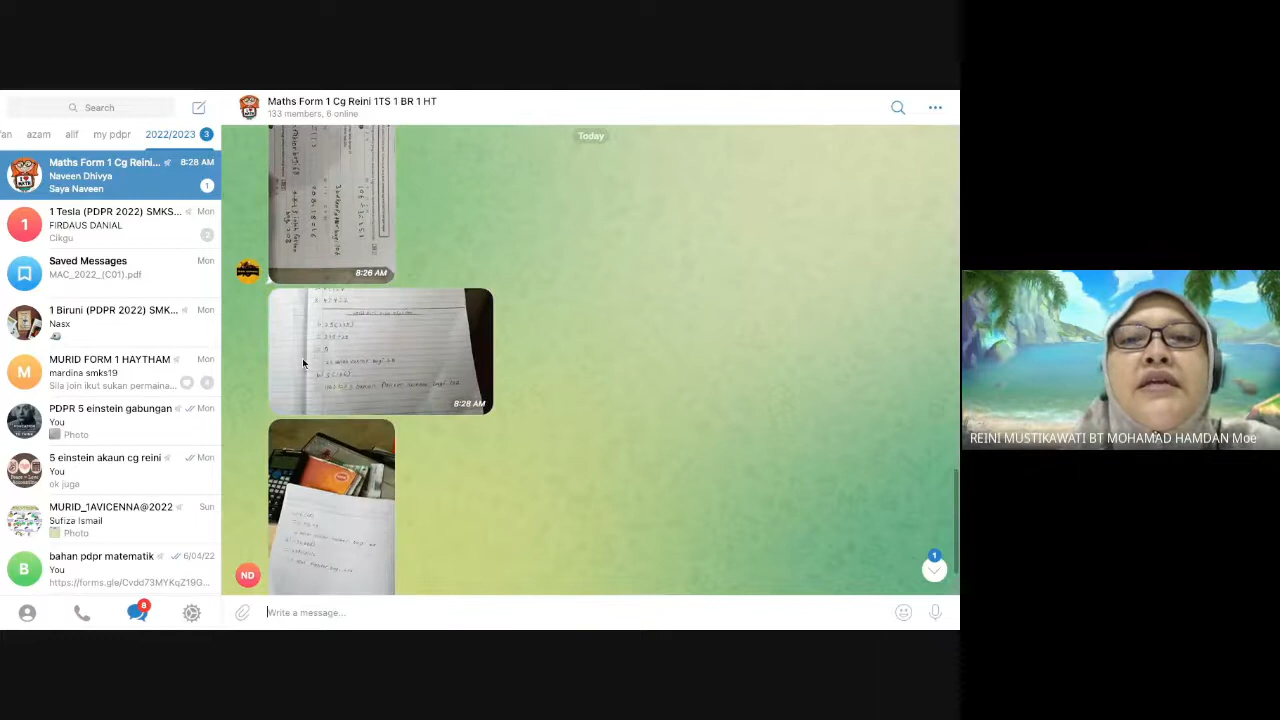 Search
Maths Form 1 Cg Reini 1TS 1 BR 1 HT
133 members, 6 online
azam alif my pdpr 2022/2023 3
Today
Maths Form 1 Cg Reini... 8:28 AM
Naveen Dhivya
Saya Naveen 1
1 Tesla (PDPR 2022) SMKS... Mon
FIRDAUS DANIAL
Cikgu 2
1
Saved Messages Mon
MAC_2022_(C01).pdf
8:26 AM
1 Biruni (PDPR 2022) SMKS... Mon
Nasx
MURID FORM 1 HAYTHAM Mon
mardina smks19
Sila join ikut sukan permaina... 4
M
8:28 AM
PDPR 5 einstein gabungan Mon
You
Photo
5 einstein akaun cg reini Mon
You
ok juga
MURID_1AVICENNA@2022 Sun
Sufiza Ismail
Photo
bahan pdpr matematik 6/04/22
You
https://forms.gle/Cvdd73MYKqZ19G...
B
ND
1
8
Write a message...
REINI MUSTIKAWATI BT MOHAMAD HAMDAN Moe